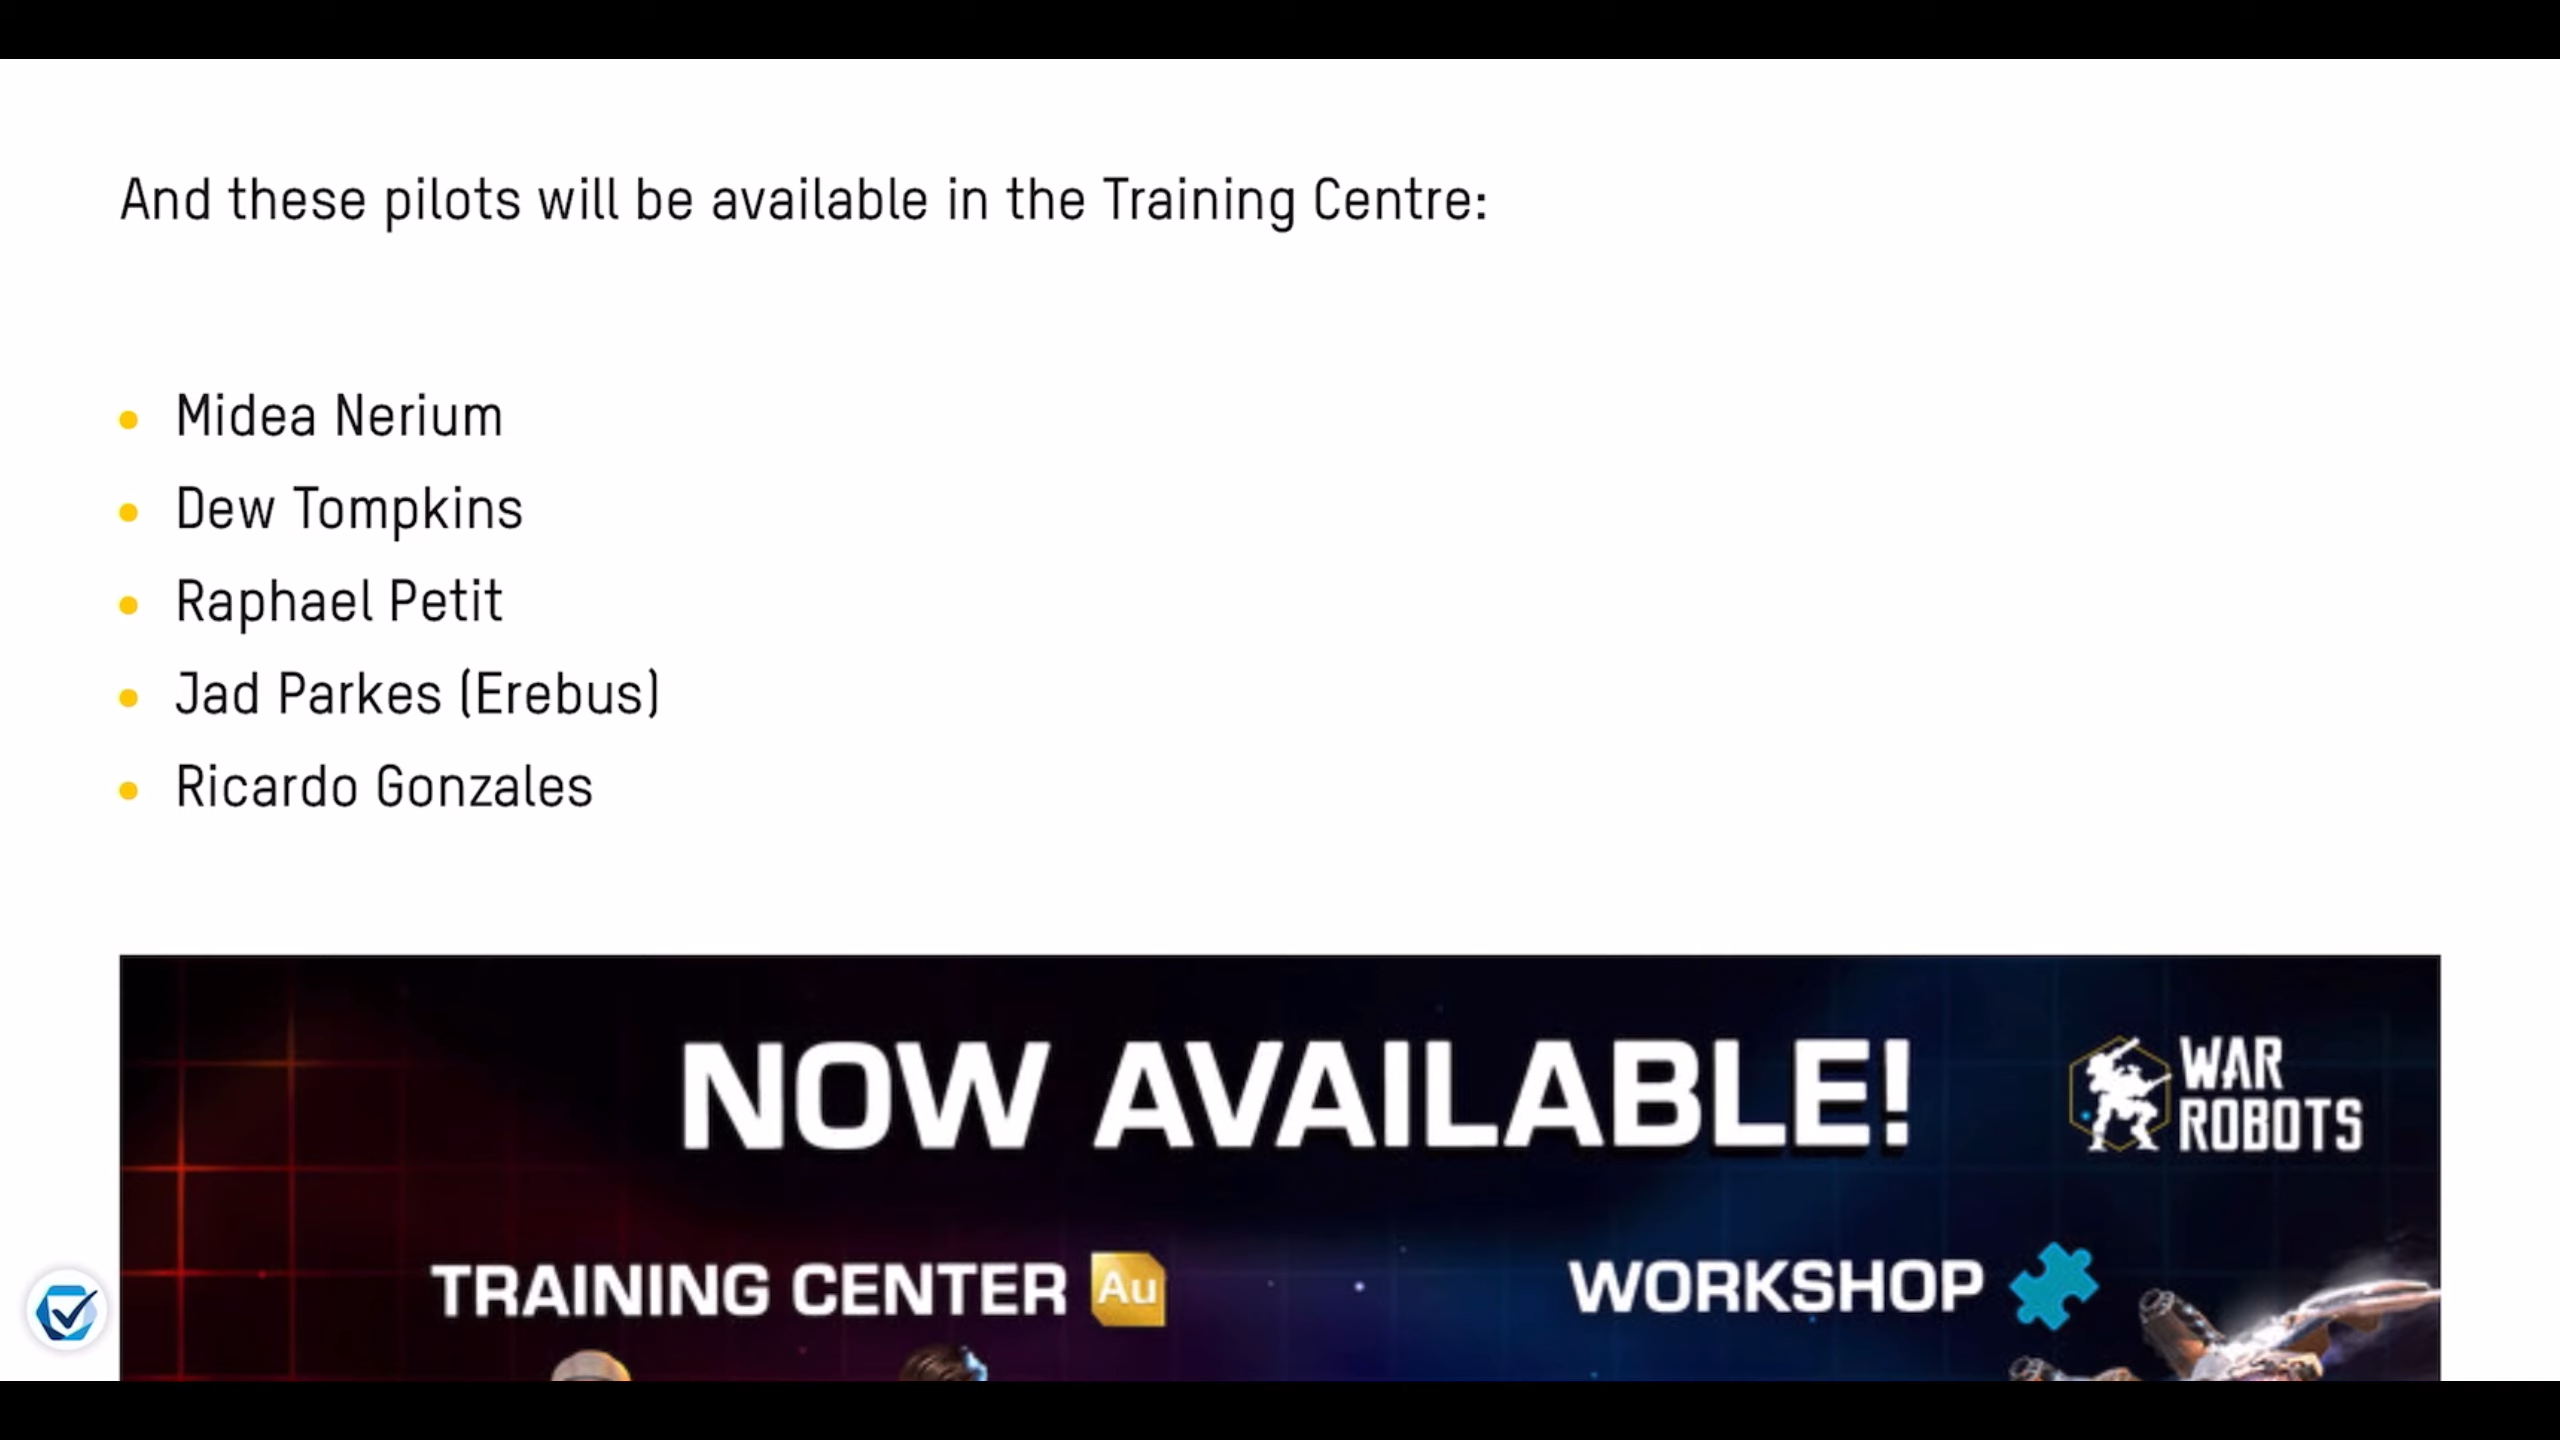 And these pilots will be available in the Training Centre:
Midea Nerium
Dew Tompkins
Raphael Petit
Jad Parkes (Erebus)
Ricardo Gonzales
NOW AVAILABLE!
WAR
ROBOTS
TRAINING CENTER Au
WORKSHOP